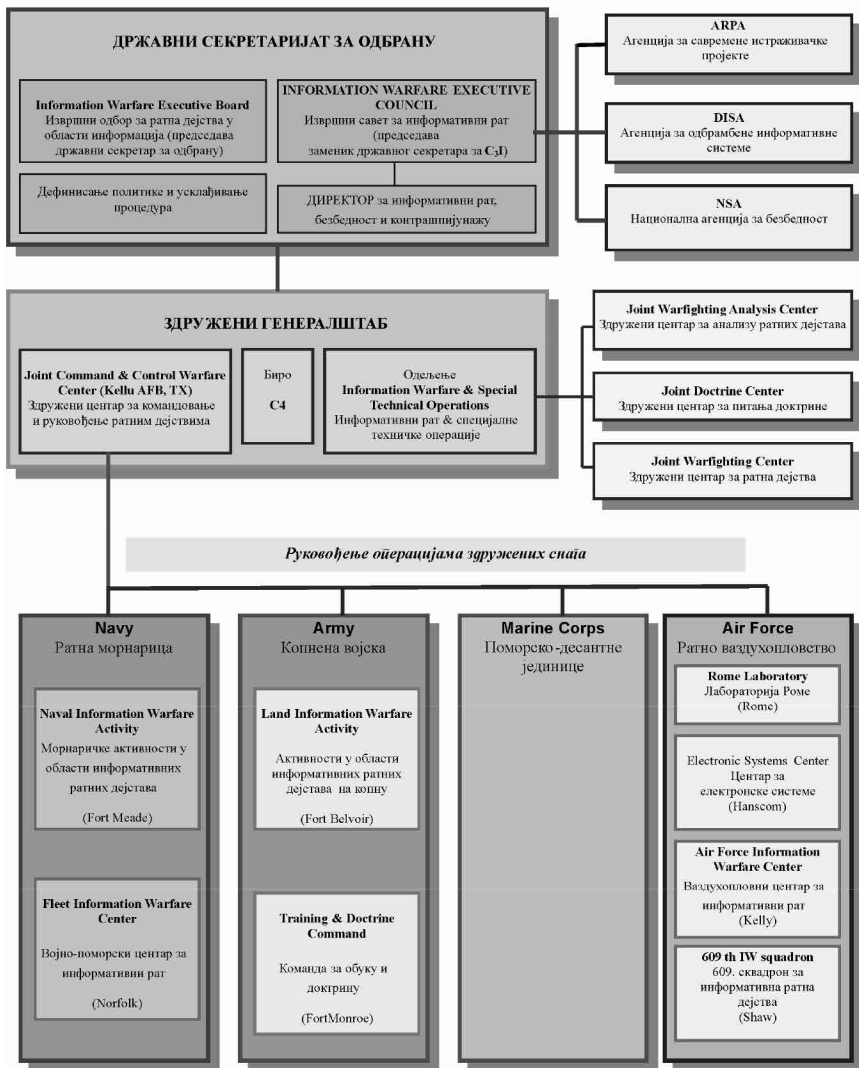 ДРЖАВНИ СЕКРЕТАРИЈАТ ЗА ОДБРАНУ
Information Warfare Executive Board
Извршни одбор за ратна дејства у
области информација (председава
државни секретар за одбрану)
INFORMATION WARFARE EXECUTIVE
COUNCIL
Извршни савет за информативни рат
(председава
заменик државног секретара за C₃I)
Дефинисање политике и усклађивање
процедура
ДИРЕКТОР за информативни рат,
безбедност и контрашпијунажу
ARPA
Агенција за савремене истраживачке
пројекте
DISA
Агенција за одбрамбене информативне
системе
NSA
Национална агенција за безбедност
ЗДРУЖЕНИ ГЕНЕРАЛШТАБ
Joint Command & Control Warfare
Center (Kellu AFB, TX)
Здружени центар за командовање
и руковођење ратним дејствима
Биро
C4
Одељење
Information Warfare & Special
Technical Operations
Информативни рат & специјалне
техничке операције
Joint Warfighting Analysis Center
Здружени центар за анализу ратних дејстава
Joint Doctrine Center
Здружени центар за питања доктрине
Joint Warfighting Center
Здружени центар за ратна дејства
Руковођење операцијама здружених снага
Navy
Ратна морнарица
Naval Information Warfare
Activity
Морнаричке активности у
области информативних
ратних дејстава
(Fort Meade)
Fleet Information Warfare
Center
Војно-поморски центар за
информативни рат
(Norfolk)
Army
Копнена војска
Land Information Warfare
Activity
Активности у области
информативних ратних
дејстава на копну
(Fort Belvoir)
Training & Doctrine
Command
Команда за обуку и
доктрину
(FortMonroe)
Marine Corps
Поморско-десантне
јединице
Air Force
Ратно ваздухопловство
Rome Laboratory
Лабораторија Роме
(Rome)
Electronic Systems Center
Центар за
електронске системе
(Hanscom)
Air Force Information
Warfare Center
Ваздухопловни центар за
информативни рат
(Kelly)
609 th IW squadron
609. сквадрон за
информативна ратна
дејства
(Shaw)